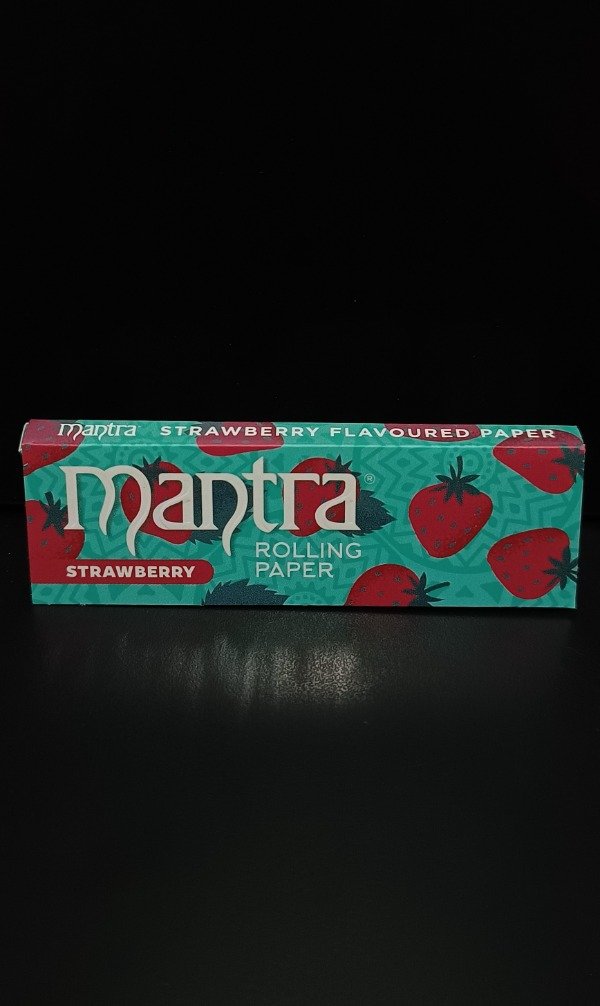 mantra STRAWBERRY FLAVOURED PAPER
mantra®
ROLLING
PAPER
STRAWBERRY